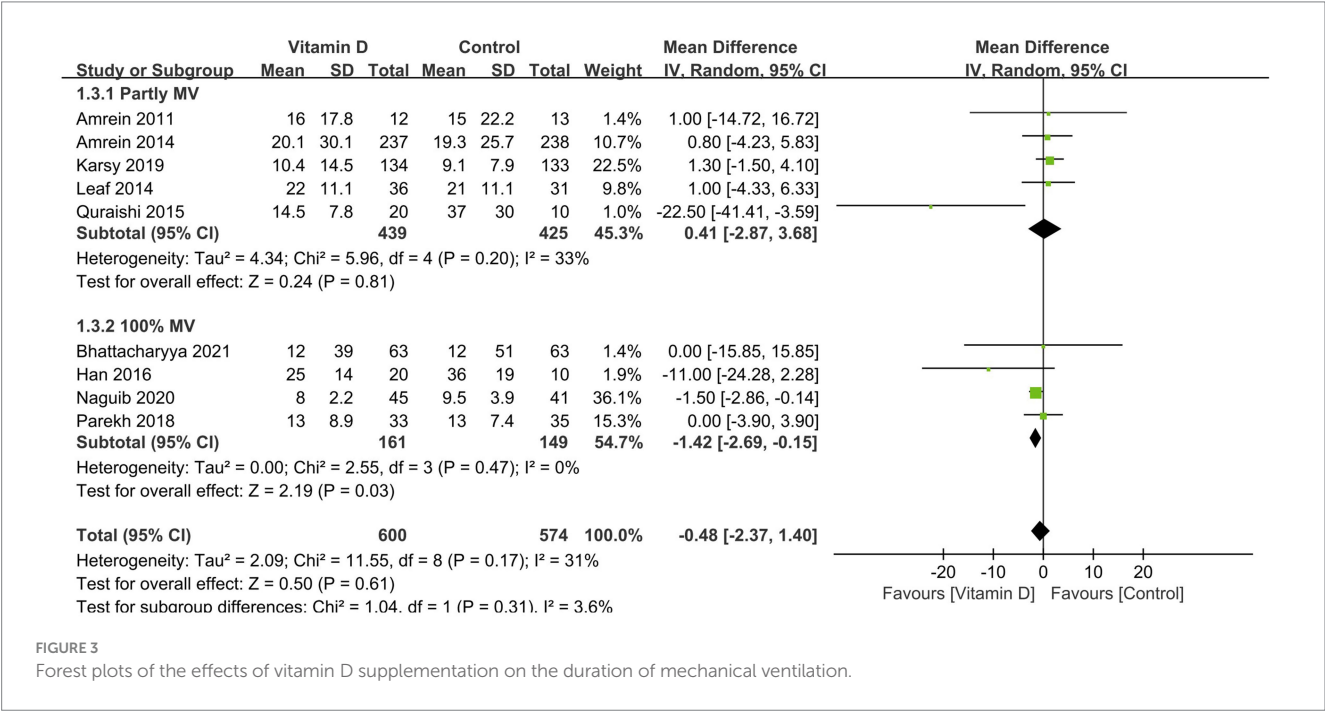 Vitamin D Control Mean Difference Mean Difference
Study or Subgroup Mean SD Total Mean SD Total Weight IV, Random, 95% CI IV, Random, 95% CI
1.3.1 Partly MV
Amrein 2011 16 17.8 12 15 22.2 13 1.4% 1.00 [-14.72, 16.72]
Amrein 2014 20.1 30.1 237 19.3 25.7 238 10.7% 0.80 [-4.23, 5.83]
Karsy 2019 10.4 14.5 134 9.1 7.9 133 22.5% 1.30 [-1.50, 4.10]
Leaf 2014 22 11.1 36 21 11.1 31 9.8% 1.00 [-4.33, 6.33]
Quraishi 2015 14.5 7.8 20 37 30 10 1.0% -22.50 [-41.41, -3.59]
Subtotal (95% CI) 439 425 45.3% 0.41 [-2.87, 3.68]
Heterogeneity: Tau² = 4.34; Chi² = 5.96, df = 4 (P = 0.20); I² = 33%
Test for overall effect: Z = 0.24 (P = 0.81)
1.3.2 100% MV
Bhattacharyya 2021 12 39 63 12 51 63 1.4% 0.00 [-15.85, 15.85]
Han 2016 25 14 20 36 19 10 1.9% -11.00 [-24.28, 2.28]
Naguib 2020 8 2.2 45 9.5 3.9 41 36.1% -1.50 [-2.86, -0.14]
Parekh 2018 13 8.9 33 13 7.4 35 15.3% 0.00 [-3.90, 3.90]
Subtotal (95% CI) 161 149 54.7% -1.42 [-2.69, -0.15]
Heterogeneity: Tau² = 0.00; Chi² = 2.55, df = 3 (P = 0.47); I² = 0%
Test for overall effect: Z = 2.19 (P = 0.03)
Total (95% CI) 600 574 100.0% -0.48 [-2.37, 1.40]
Heterogeneity: Tau² = 2.09; Chi² = 11.55, df = 8 (P = 0.17); I² = 31%
Test for overall effect: Z = 0.50 (P = 0.61)
Test for subgroup differences: Chi² = 1.04, df = 1 (P = 0.31), I² = 3.6%
-20 -10 0 10 20
Favours [Vitamin D] Favours [Control]
FIGURE 3
Forest plots of the effects of vitamin D supplementation on the duration of mechanical ventilation.